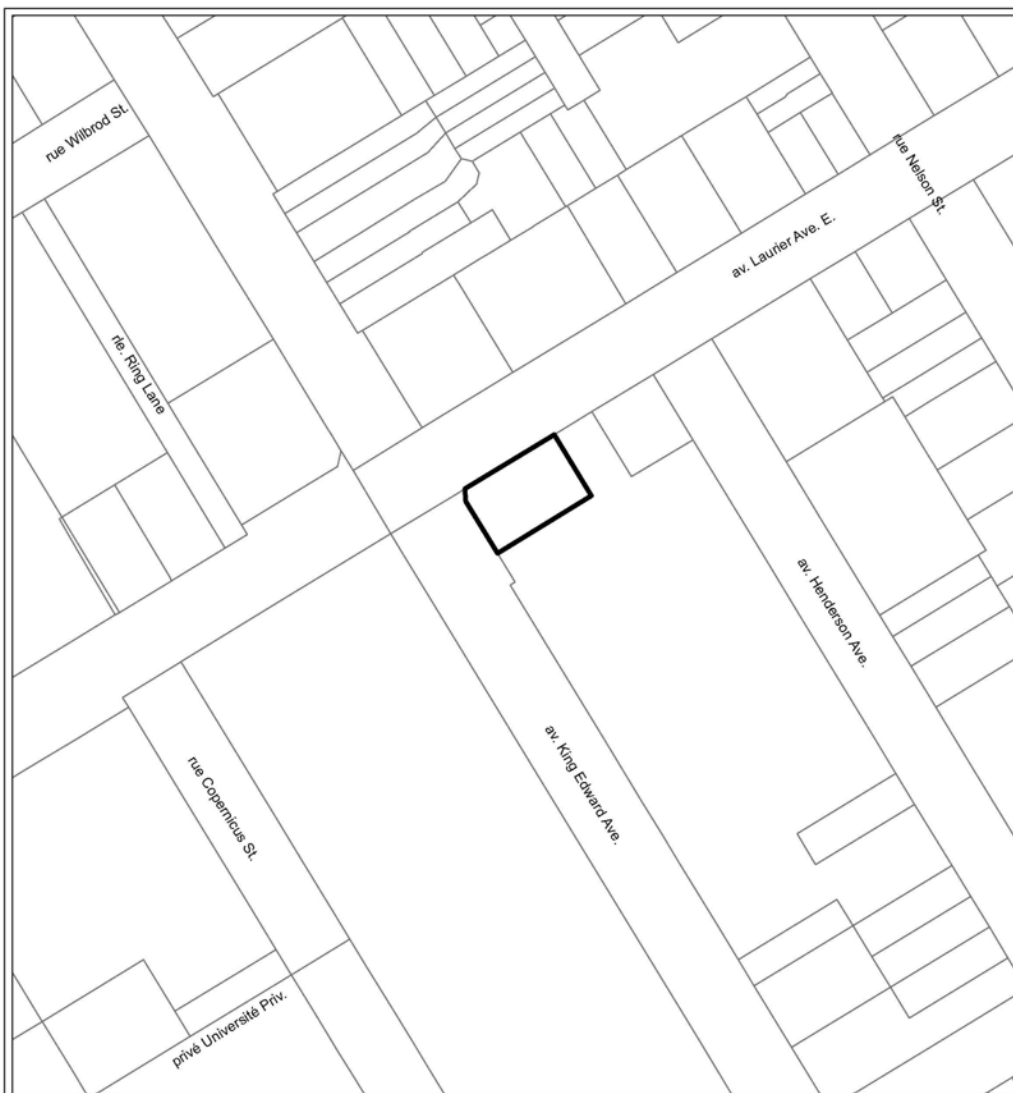 rue Wilbrod St.
rue Nelson St.
av. Laurier Ave. E.
rle. Ring Lane
av. Henderson Ave.
av. King Edward Ave.
rue Copernicus St.
privé Université Priv.